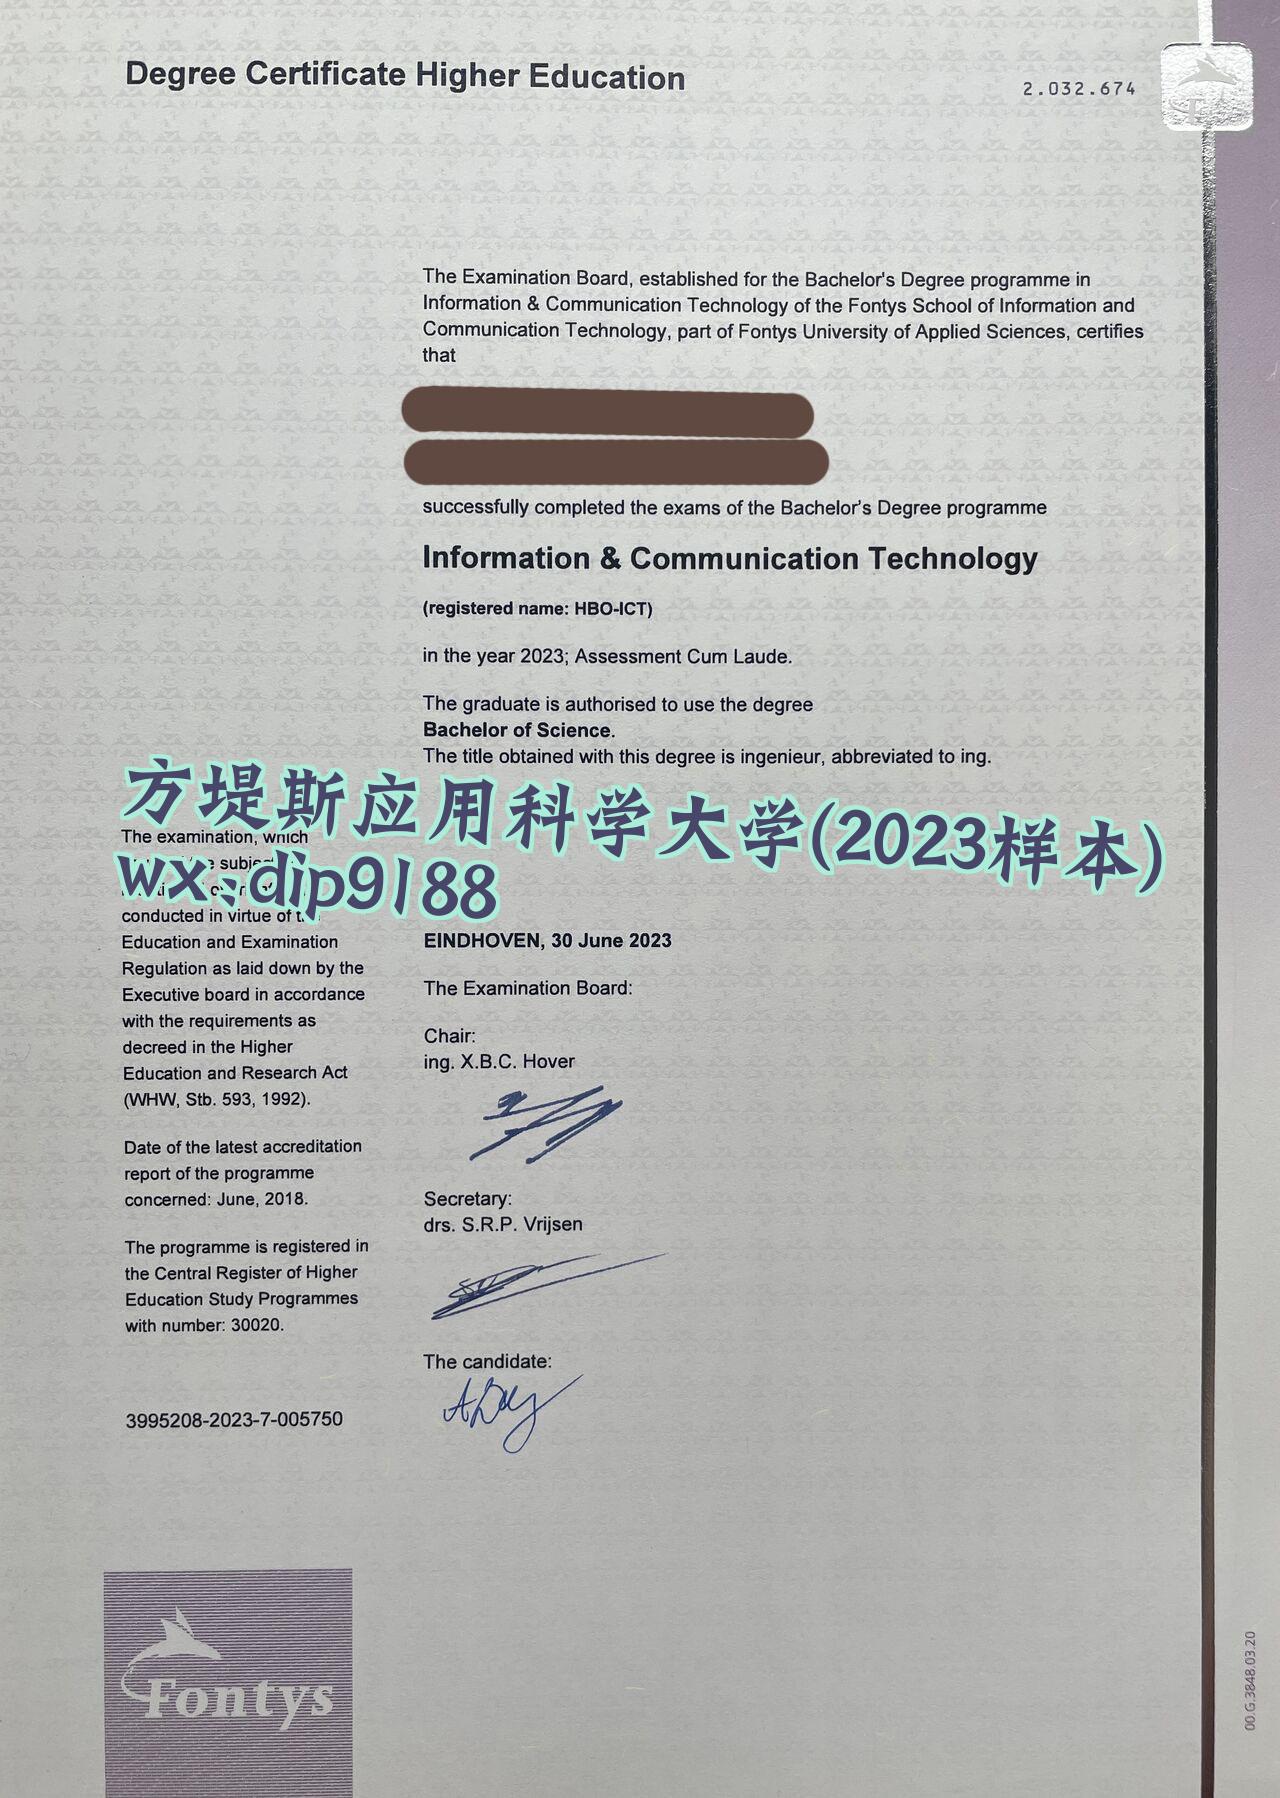 Degree Certificate Higher Education
2.032.674
The Examination Board, established for the Bachelor's Degree programme in
Information & Communication Technology of the Fontys School of Information and
Communication Technology, part of Fontys University of Applied Sciences, certifies
that
successfully completed the exams of the Bachelor's Degree programme
Information & Communication Technology
(registered name: HBO-ICT)
in the year 2023; Assessment Cum Laude.
The graduate is authorised to use the degree
Bachelor of Science.
The title obtained with this degree is ingenieur, abbreviated to ing.
方堤斯应用科学大学(2023样本)
wx:dip9188
The examination, which
conducted in virtue of
Education and Examination
Regulation as laid down by the
Executive board in accordance
with the requirements as
decreed in the Higher
Education and Research Act
(WHW, Stb. 593, 1992).
Date of the latest accreditation
report of the programme
concerned: June, 2018.
The programme is registered in
the Central Register of Higher
Education Study Programmes
with number: 30020.
3995208-2023-7-005750
EINDHOVEN, 30 June 2023
The Examination Board:
Chair:
ing. X.B.C. Hover
Secretary:
drs. S.R.P. Vrijsen
The candidate:
Fontys
00.G.3848.03.20